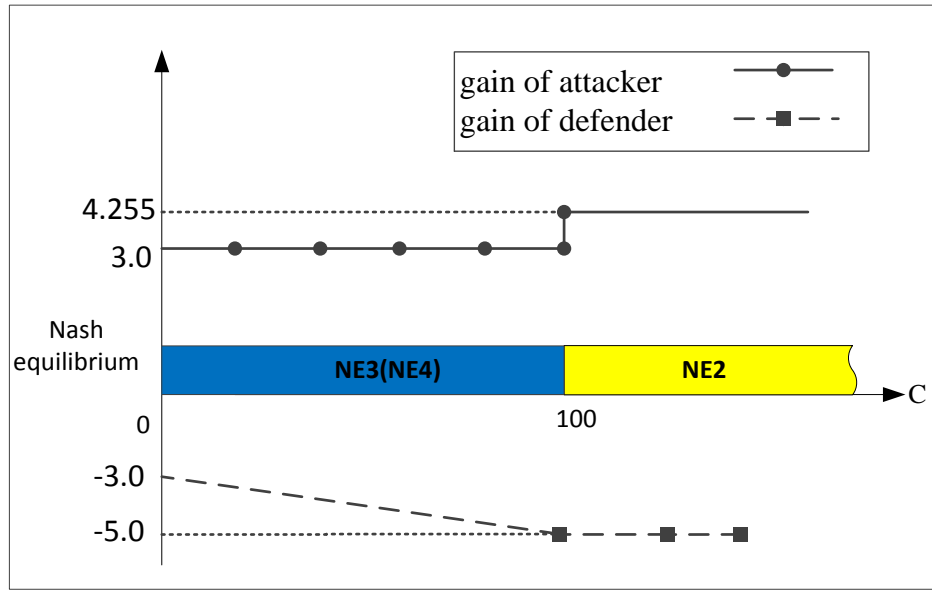 gain of attacker
gain of defender
4.255
3.0
Nash
equilibrium
NE3(NE4)
NE2
C
0
100
-3.0
-5.0